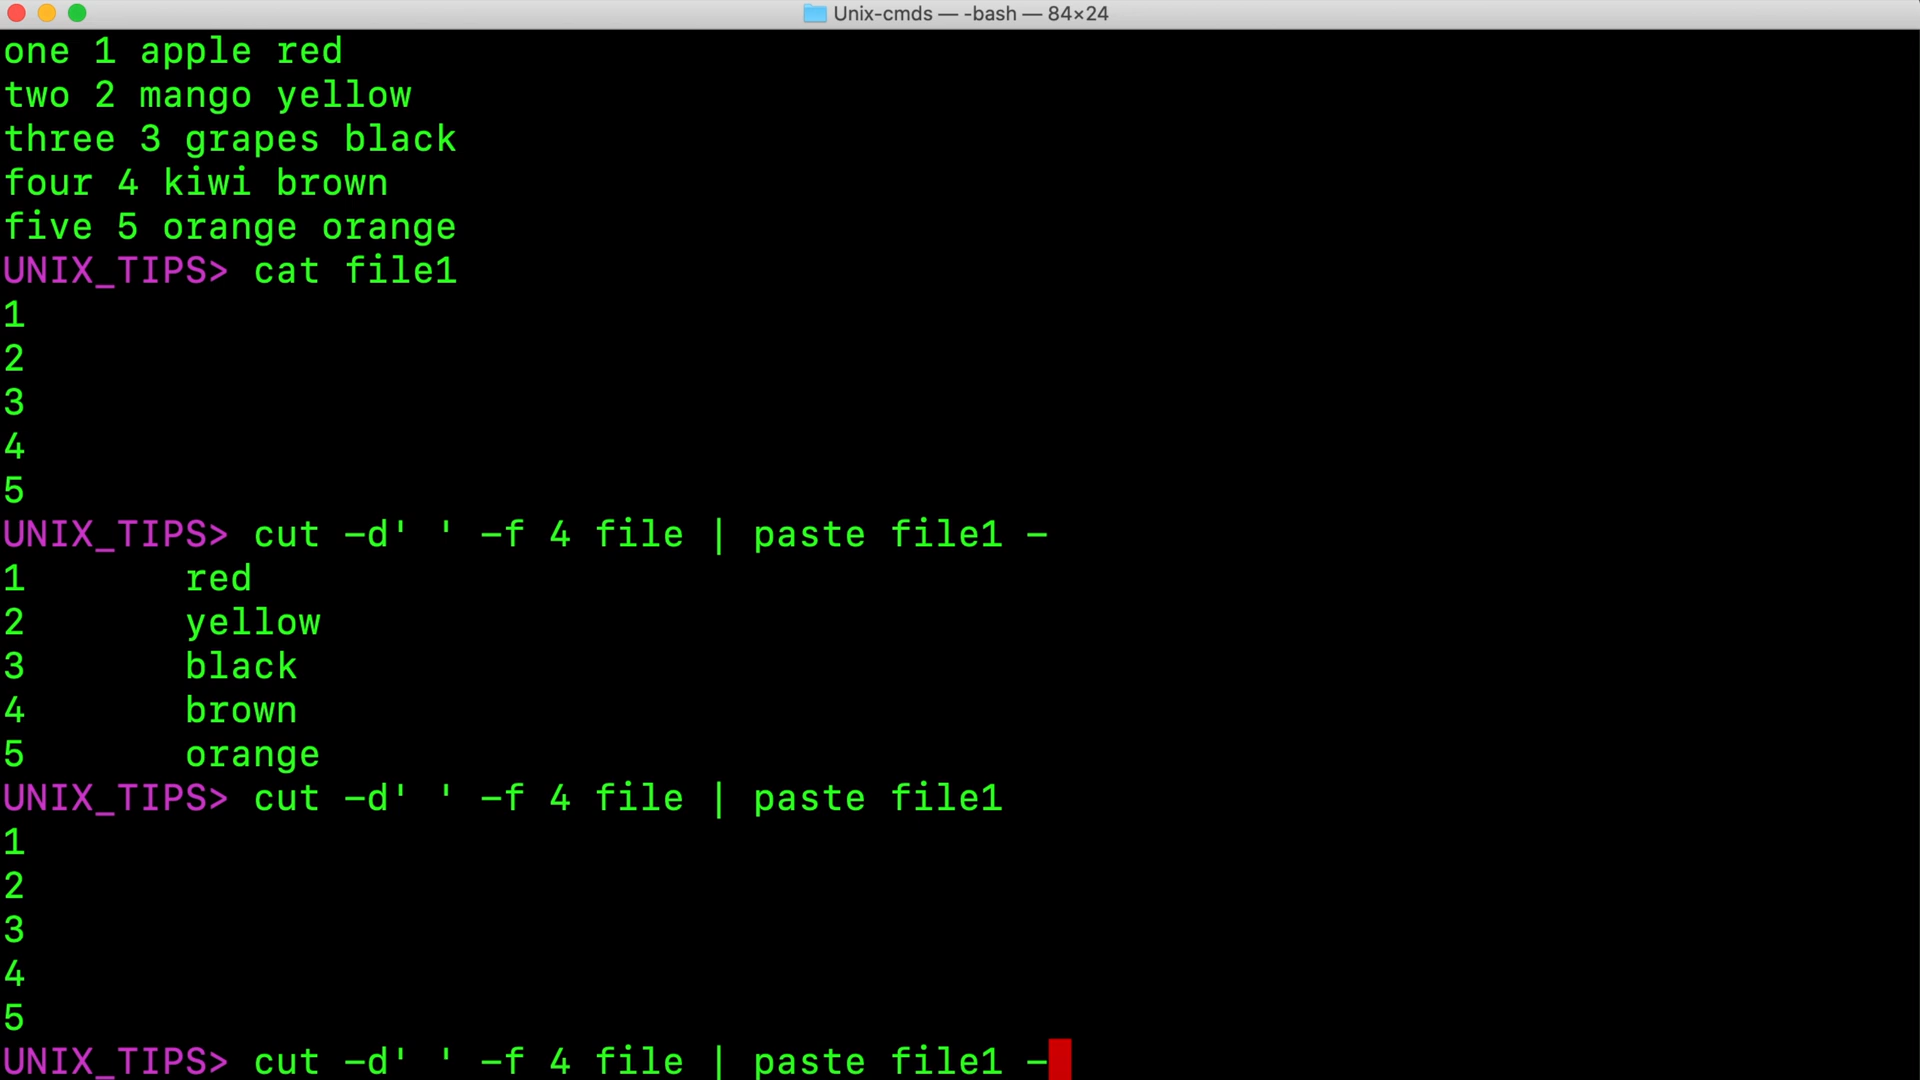 Unix-cmds — -bash — 84×24
one 1 apple red
two 2 mango yellow
three 3 grapes black
four 4 kiwi brown
five 5 orange orange
UNIX_TIPS> cat file1
1
2
3
4
5
UNIX_TIPS> cut -d' ' -f 4 file | paste file1 -
1 red
2 yellow
3 black
4 brown
5 orange
UNIX_TIPS> cut -d' ' -f 4 file | paste file1
1
2
3
4
5
UNIX_TIPS> cut -d' ' -f 4 file | paste file1 -